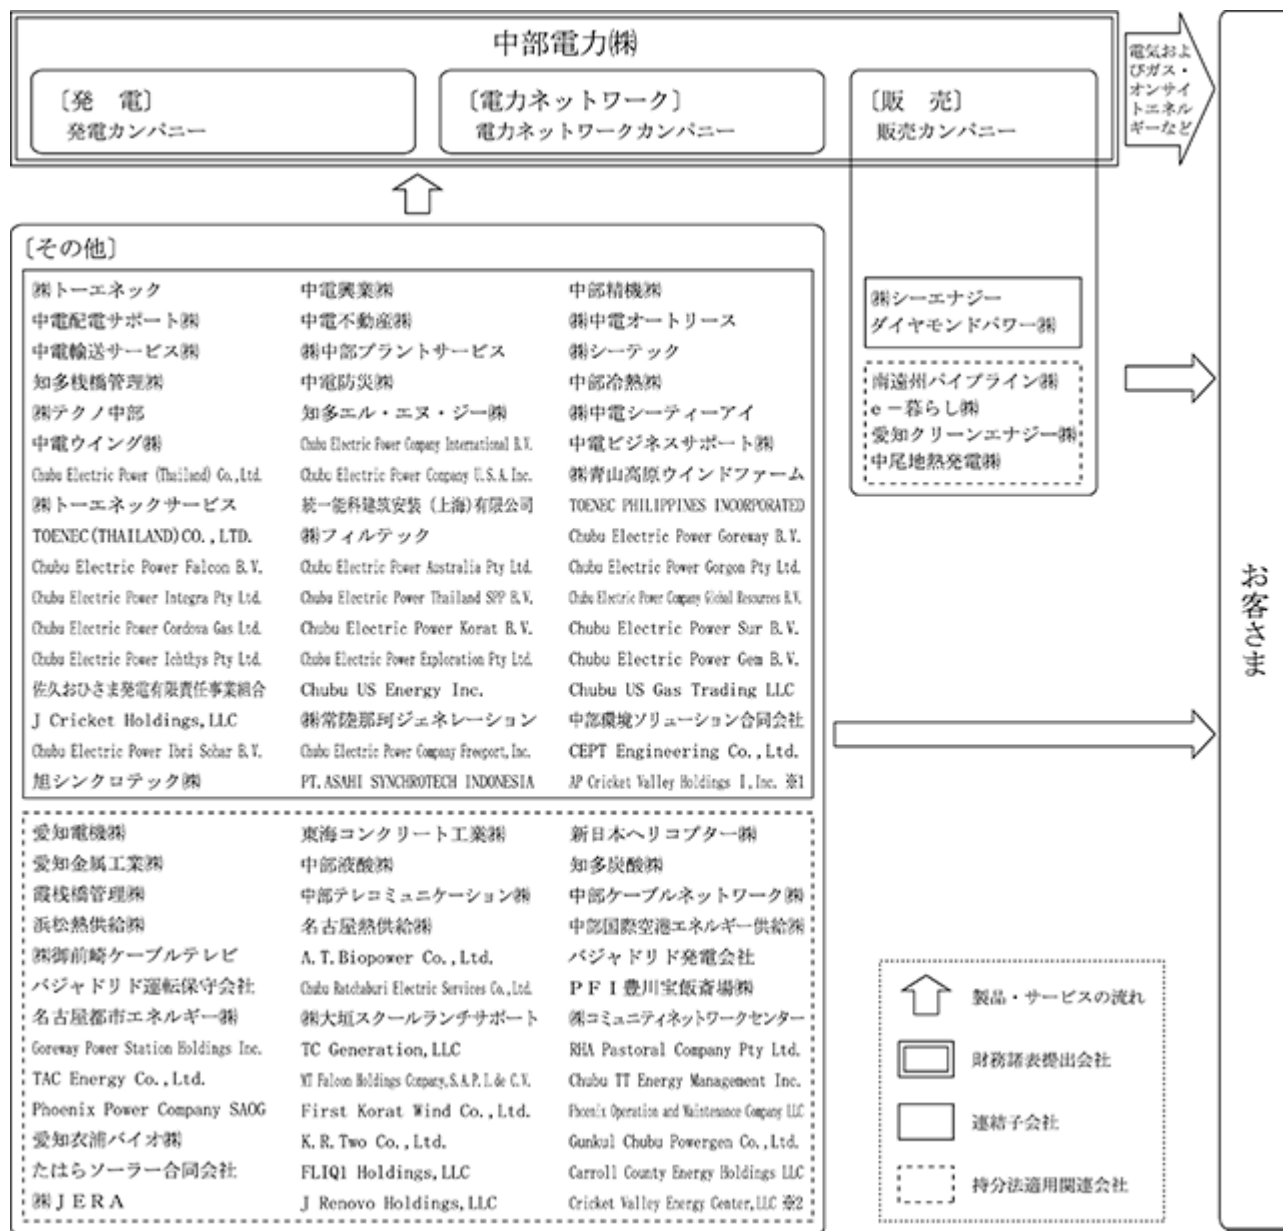 中部電力㈱
〔発　電〕
発電カンパニー
〔電力ネットワーク〕
電力ネットワークカンパニー
〔販　売〕
販売カンパニー
電気およ
びガス・
オンサイ
トエネル
ギーなど
〔その他〕
㈱トーエネック　中電興業㈱　中部精機㈱
中電配電サポート㈱　中電不動産㈱　㈱中電オートリース
中電輸送サービス㈱　㈱中部プラントサービス　㈱シーテック
知多桟橋管理㈱　中電防災㈱　中部冷熱㈱
㈱テクノ中部　知多エル・エヌ・ジー㈱　㈱中電シーティーアイ
中電ウイング㈱　Chubu Electric Power Company International B.V.　中電ビジネスサポート㈱
Chubu Electric Power (Thailand) Co.,Ltd.　Chubu Electric Power Company U.S.A. Inc.　㈱青山高原ウインドファーム
㈱トーエネックサービス　統一能科建筑安装（上海）有限公司　TOENEC PHILIPPINES INCORPORATED
TOENEC(THAILAND)CO.,LTD.　㈱フィルテック　Chubu Electric Power Goreway B.V.
Chubu Electric Power Falcon B.V.　Chubu Electric Power Australia Pty Ltd.　Chubu Electric Power Gorgon Pty Ltd.
Chubu Electric Power Integra Pty Ltd.　Chubu Electric Power Thailand SPP B.V.　Chubu Electric Power Company Global Resources B.V.
Chubu Electric Power Cordova Gas Ltd.　Chubu Electric Power Korat B.V.　Chubu Electric Power Sur B.V.
Chubu Electric Power Ichthys Pty Ltd.　Chubu Electric Power Exploration Pty Ltd.　Chubu Electric Power Gem B.V.
佐久おひさま発電有限責任事業組合　Chubu US Energy Inc.　Chubu US Gas Trading LLC
J Cricket Holdings,LLC　㈱常陸那珂ジェネレーション　中部環境ソリューション合同会社
Chubu Electric Power Ibri Sohar B.V.　Chubu Electric Power Company Freeport,Inc.　CEPT Engineering Co.,Ltd.
旭シンクロテック㈱　PT.ASAHI SYNCHROTECH INDONESIA　AP Cricket Valley Holdings I,Inc. ※1
愛知電機㈱　東海コンクリート工業㈱　新日本ヘリコプター㈱
愛知金属工業㈱　中部液酸㈱　知多炭酸㈱
霞桟橋管理㈱　中部テレコミュニケーション㈱　中部ケーブルネットワーク㈱
浜松熱供給㈱　名古屋熱供給㈱　中部国際空港エネルギー供給㈱
㈱御前崎ケーブルテレビ　A.T.Biopower Co.,Ltd.　バジャドリド発電会社
バジャドリド運転保守会社　Chubu Ratchaburi Electric Services Co.,Ltd.　ＰＦＩ豊川宝飯斎場㈱
名古屋都市エネルギー㈱　㈱大垣スクールランチサポート　㈱コミュニティネットワークセンター
Goreway Power Station Holdings Inc.　TC Generation,LLC　RHA Pastoral Company Pty Ltd.
TAC Energy Co.,Ltd.　MT Falcon Holdings Company,S.A.P.I.de C.V.　Chubu TT Energy Management Inc.
Phoenix Power Company SAOG　First Korat Wind Co.,Ltd.　Phoenix Operation and Maintenance Company LLC
愛知衣浦バイオ㈱　K.R.Two Co.,Ltd.　Gunkul Chubu Powergen Co.,Ltd.
たはらソーラー合同会社　FLIQ1 Holdings,LLC　Carroll County Energy Holdings LLC
㈱ＪＥＲＡ　J Renovo Holdings,LLC　Cricket Valley Energy Center,LLC ※2
㈱シーエナジー
ダイヤモンドパワー㈱
南遠州パイプライン㈱
e－暮らし㈱
愛知クリーンエナジー㈱
中尾地熱発電㈱
お客さま
製品・サービスの流れ
財務諸表提出会社
連結子会社
持分法適用関連会社